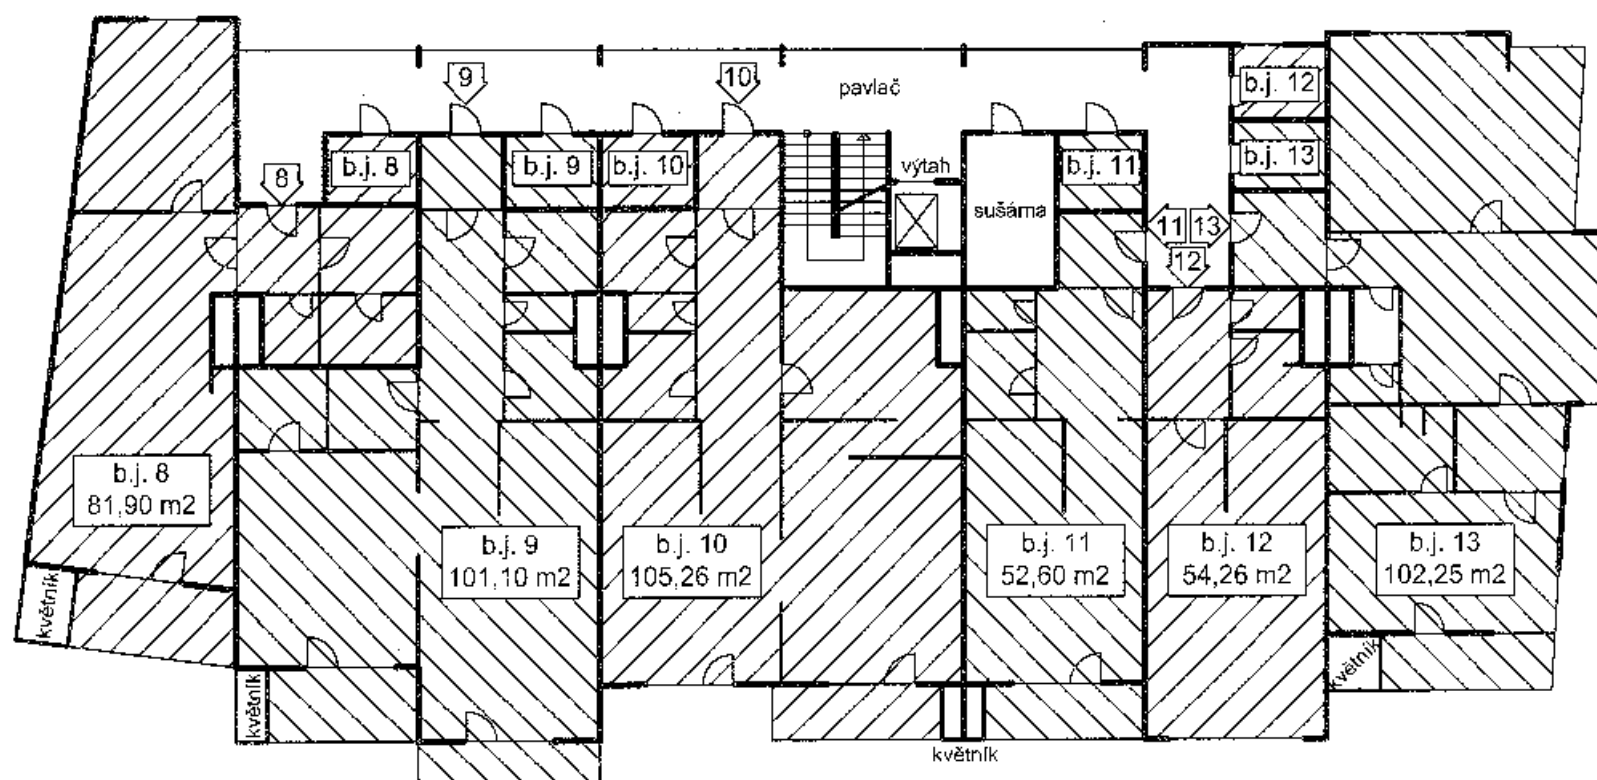 9
10
pavlač
b.j. 12
b.j. 8
b.j. 9
b.j. 10
výtah
b.j. 11
b.j. 13
8
sušárna
11
13
12
b.j. 8
81,90 m2
b.j. 9
101,10 m2
b.j. 10
105,26 m2
b.j. 11
52,60 m2
b.j. 12
54,26 m2
b.j. 13
102,25 m2
květník
květník
květník
květník